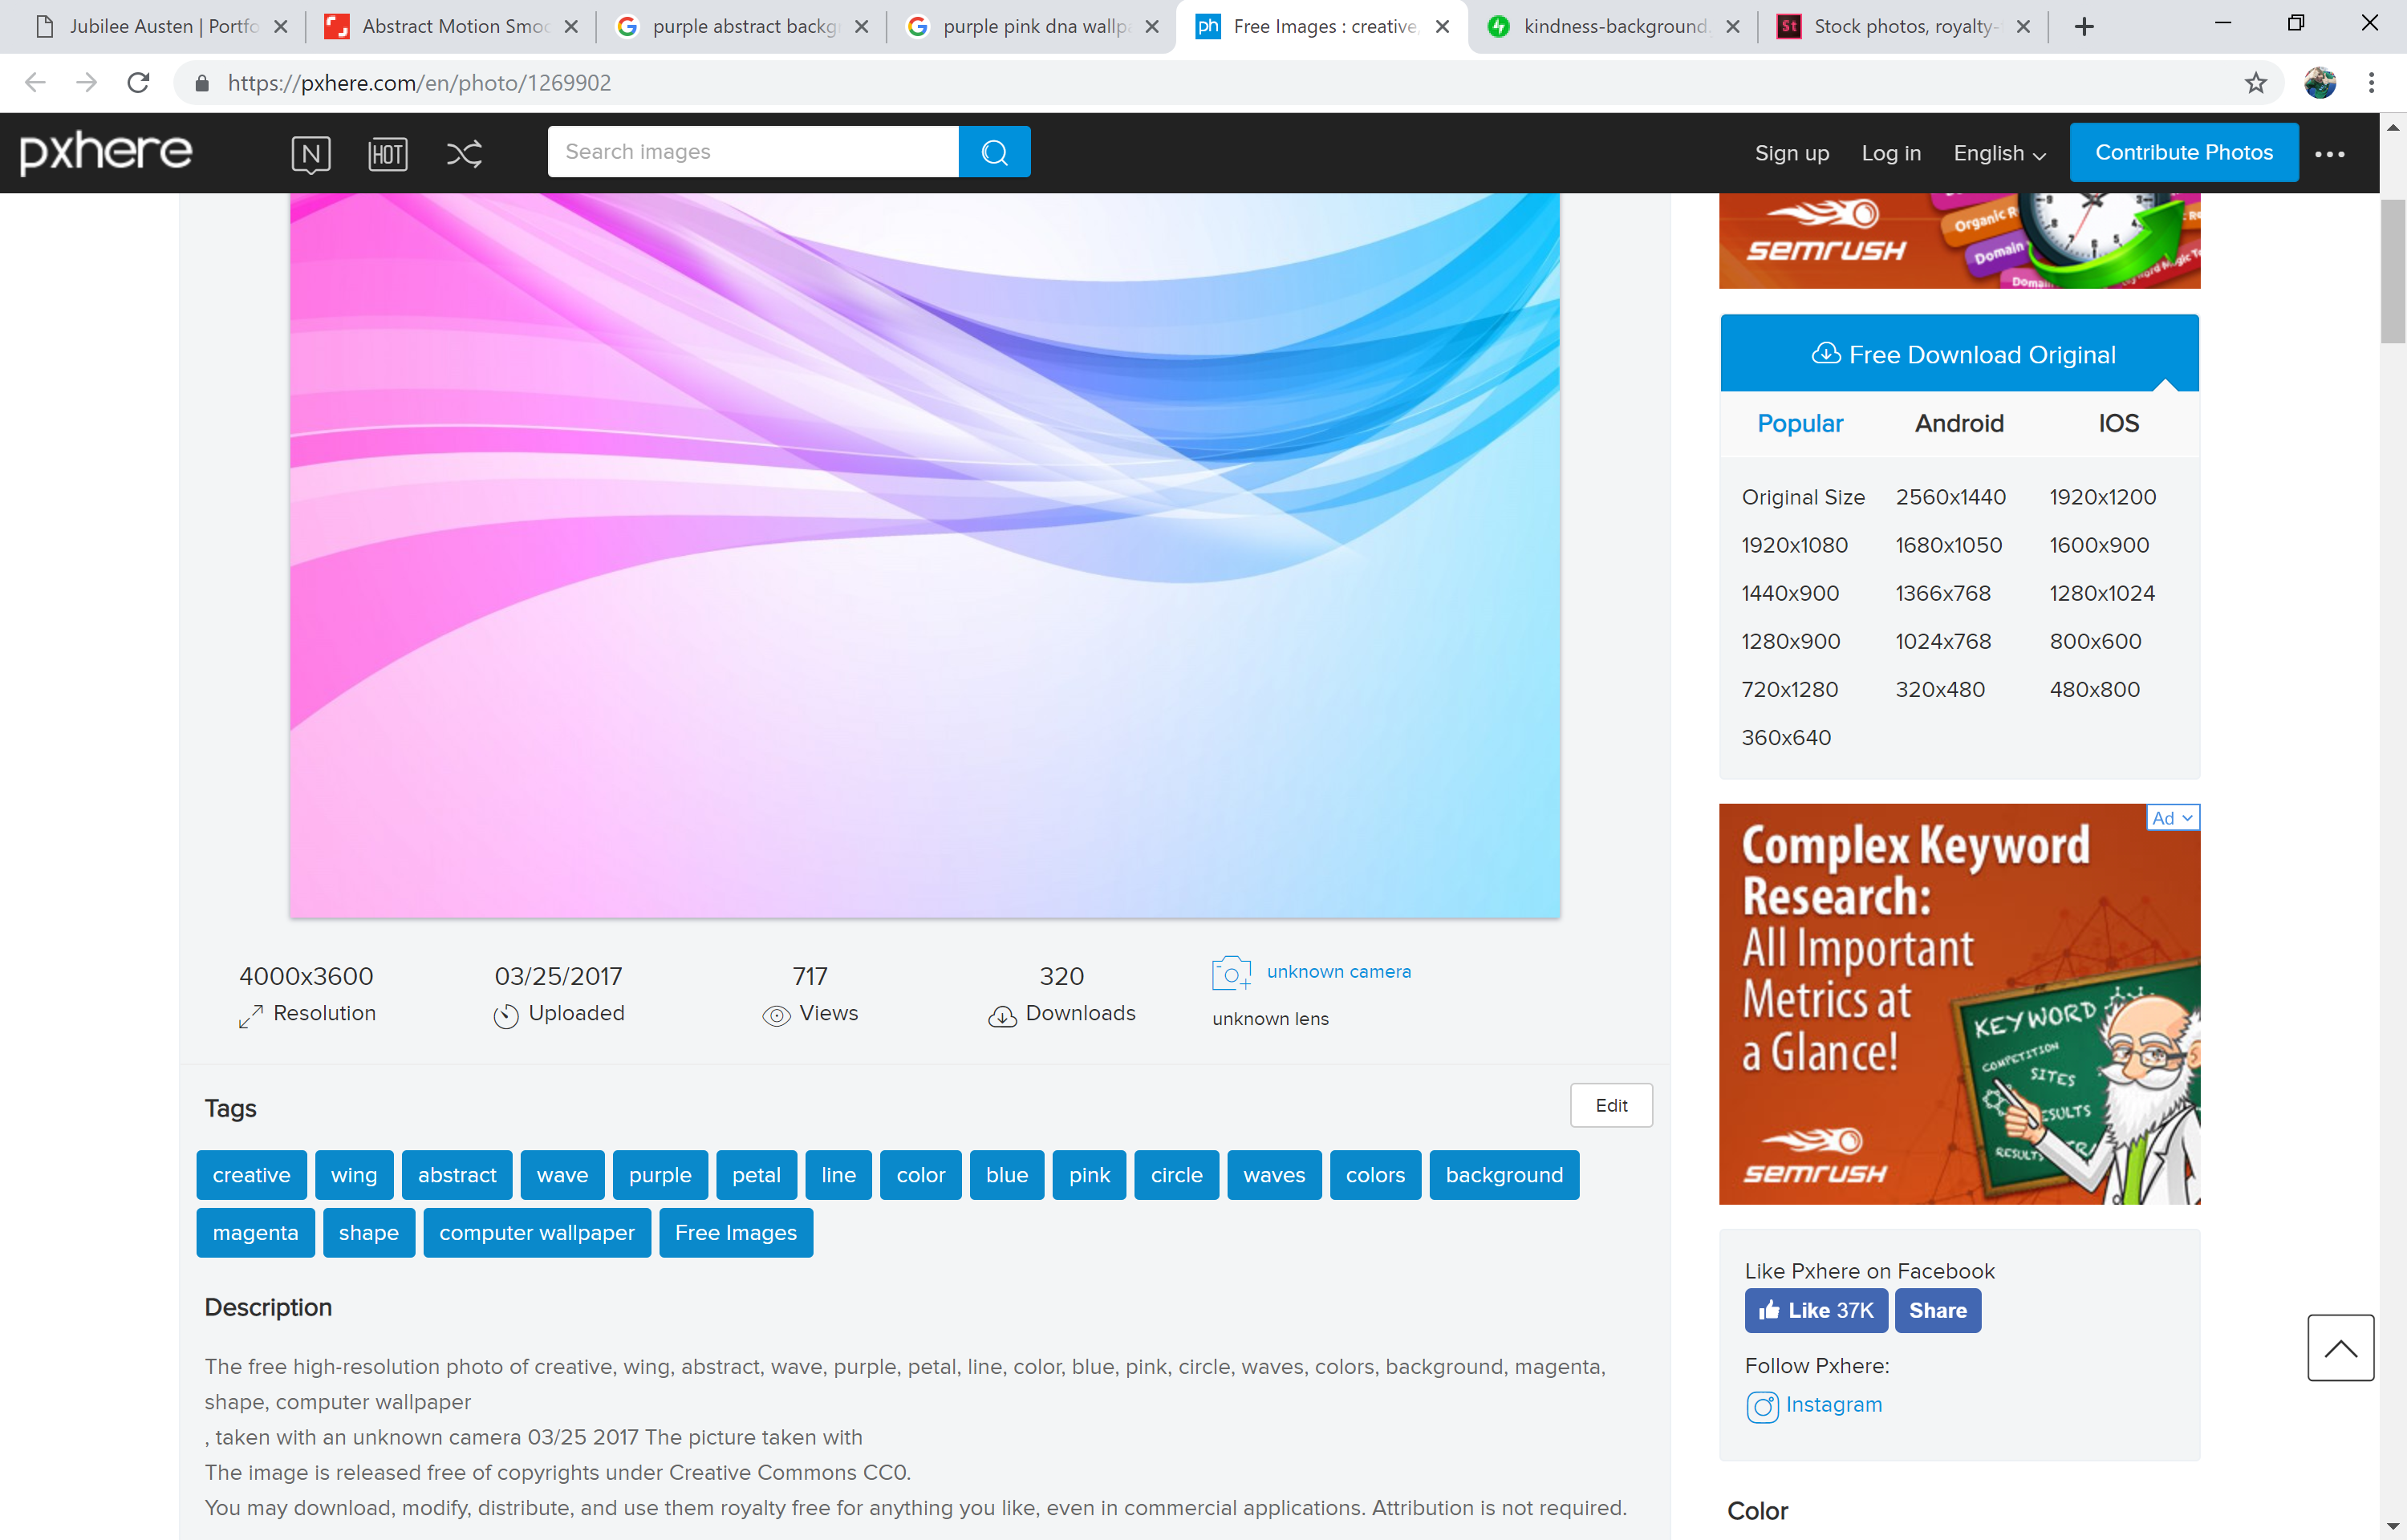 Jubilee Austen | Portfo
Abstract Motion Smoo
purple abstract backgr
purple pink dna wallpa
ph
Free Images : creative,
kindness-background.
St
Stock photos, royalty-
https://pxhere.com/en/photo/1269902
pxhere
N
HOT
Search images
Sign up
Log in
English
Contribute Photos
SEMRUSH
Organic R
Domain
Free Download Original
Popular Android IOS
Original Size 2560x1440 1920x1200
1920x1080 1680x1050 1600x900
1440x900 1366x768 1280x1024
1280x900 1024x768 800x600
720x1280 320x480 480x800
360x640
Ad
Complex Keyword
Research:
All Important
Metrics at
a Glance!
KEYWORD
COMPETITION
SITES
RESULTS
SEMRUSH
4000x3600 03/25/2017 717 320 unknown camera
Resolution Uploaded Views Downloads unknown lens
Tags
Edit
creative wing abstract wave purple petal line color blue pink circle waves colors background
magenta shape computer wallpaper Free Images
Description
The free high-resolution photo of creative, wing, abstract, wave, purple, petal, line, color, blue, pink, circle, waves, colors, background, magenta,
shape, computer wallpaper
, taken with an unknown camera 03/25 2017 The picture taken with
The image is released free of copyrights under Creative Commons CC0.
You may download, modify, distribute, and use them royalty free for anything you like, even in commercial applications. Attribution is not required.
Like Pxhere on Facebook
Like 37K Share
Follow Pxhere:
Instagram
Color